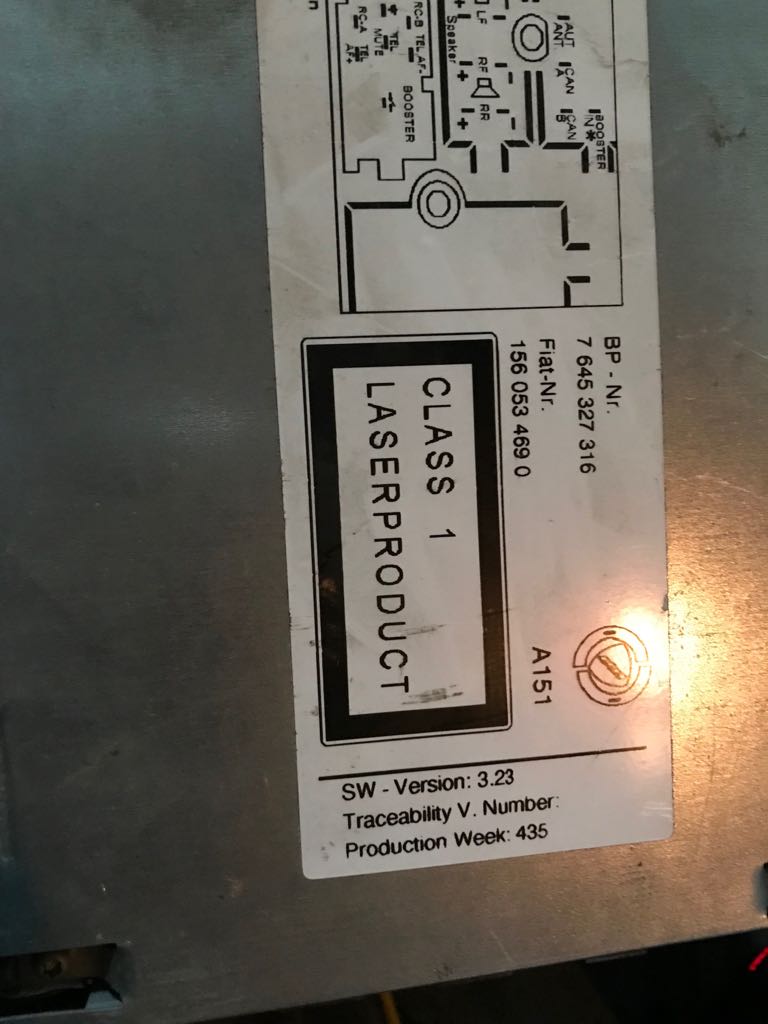 AUT
ANT.
CAN
A
CAN
B
BOOSTER
IN*
LF
RF
RR
Speaker
RC-B TEL AF-
TEL
MUTE
RC-A
TEL
AF+
BOOSTER
BP - Nr.
7 645 327 316
Fiat-Nr.
156 053 469 0
CLASS 1
LASERPRODUCT
A151
SW - Version: 3.23
Traceability V. Number:
Production Week: 435